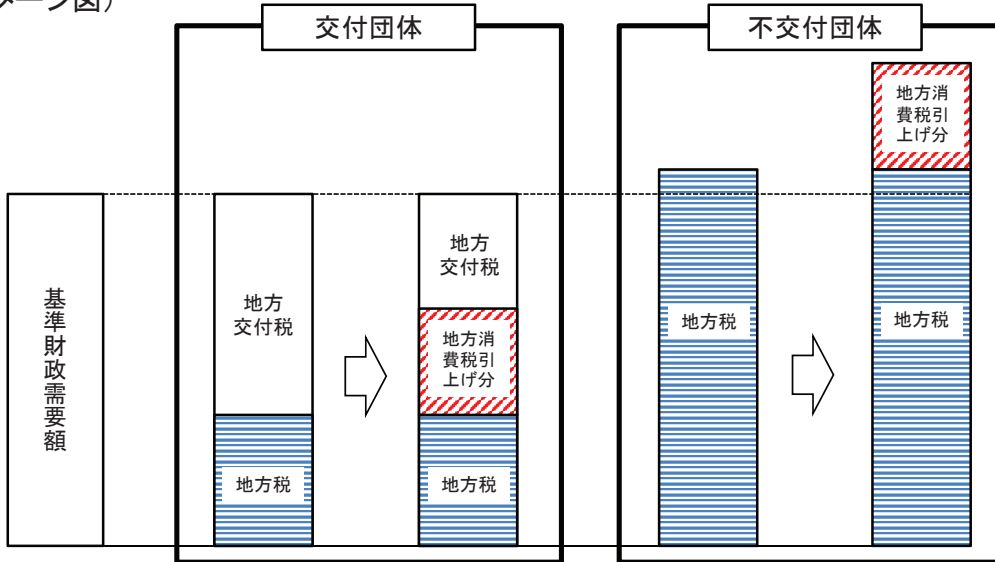 メージ図）
交付団体
不交付団体
地方消
費税引
上げ分
基準財政需要額
地方
交付税
地方税
地方
交付税
地方消
費税引
上げ分
地方税
地方税
地方税